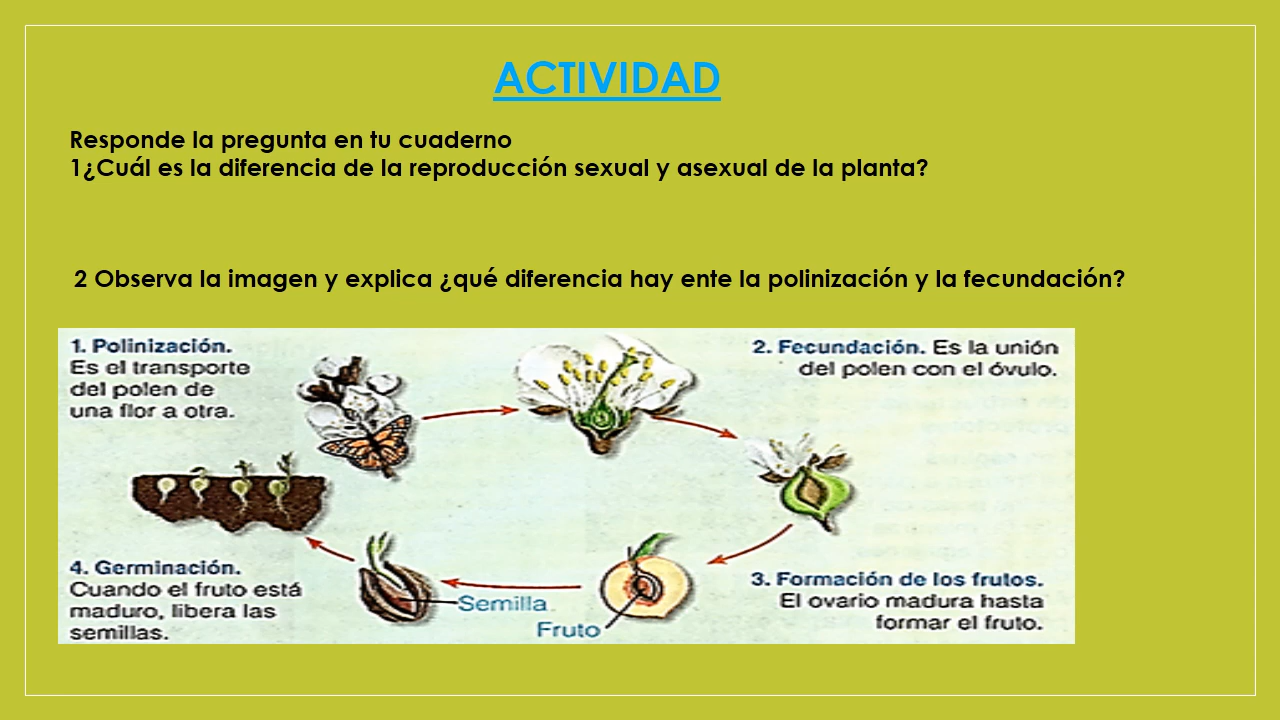 ACTIVIDAD
Responde la pregunta en tu cuaderno
1¿Cuál es la diferencia de la reproducción sexual y asexual de la planta?
2 Observa la imagen y explica ¿qué diferencia hay ente la polinización y la fecundación?
1. Polinización.
Es el transporte
del polen de
una flor a otra.
2. Fecundación. Es la unión
del polen con el óvulo.
3. Formación de los frutos.
El ovario madura hasta
formar el fruto.
Semilla
Fruto
4. Germinación.
Cuando el fruto está
maduro, libera las
semillas.